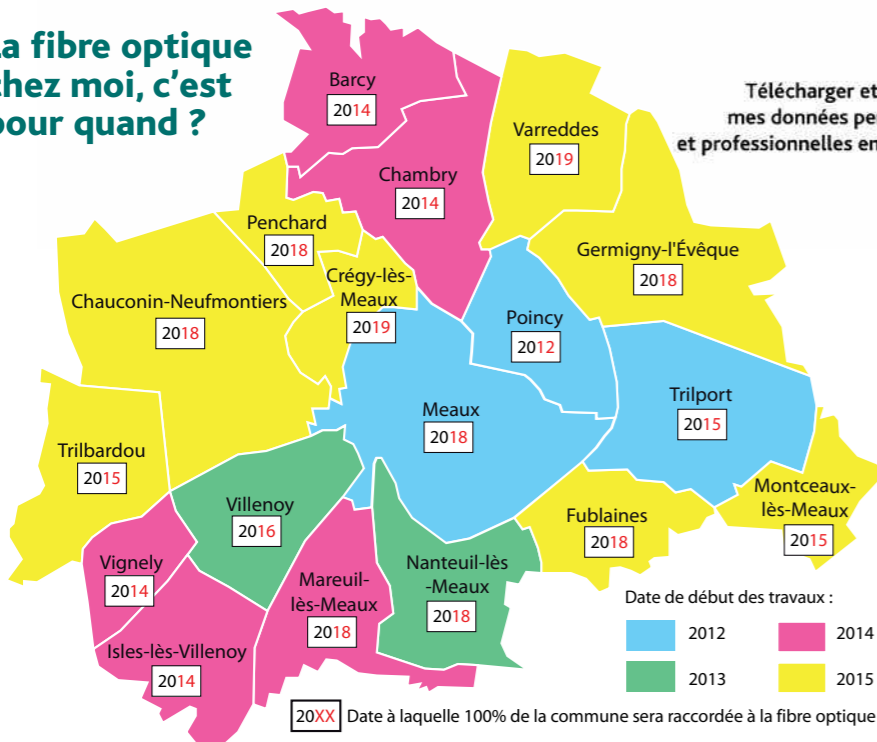 La fibre optique
chez moi, c'est
pour quand ?
Télécharger et
mes données
et professionnelles
Barcy
2014
Chambry
2014
Varreddes
2019
Penchard
2018
Germigny-l'Évêque
2018
Crégy-lès-
Meaux
2019
Chauconin-Neufmontiers
2018
Poincy
2012
Meaux
2018
Trilport
2015
Trilbardou
2015
Villenoy
2016
Montceaux-
lès-Meaux
2015
Fublaines
2018
Vignely
2014
Mareuil-
lès-Meaux
2018
Nanteuil-lès
-Meaux
2018
Isles-lès-Villenoy
2014
Date de début des travaux :
2012
2014
2013
2015
20XX Date à laquelle 100% de la commune sera raccordée à la fibre optique